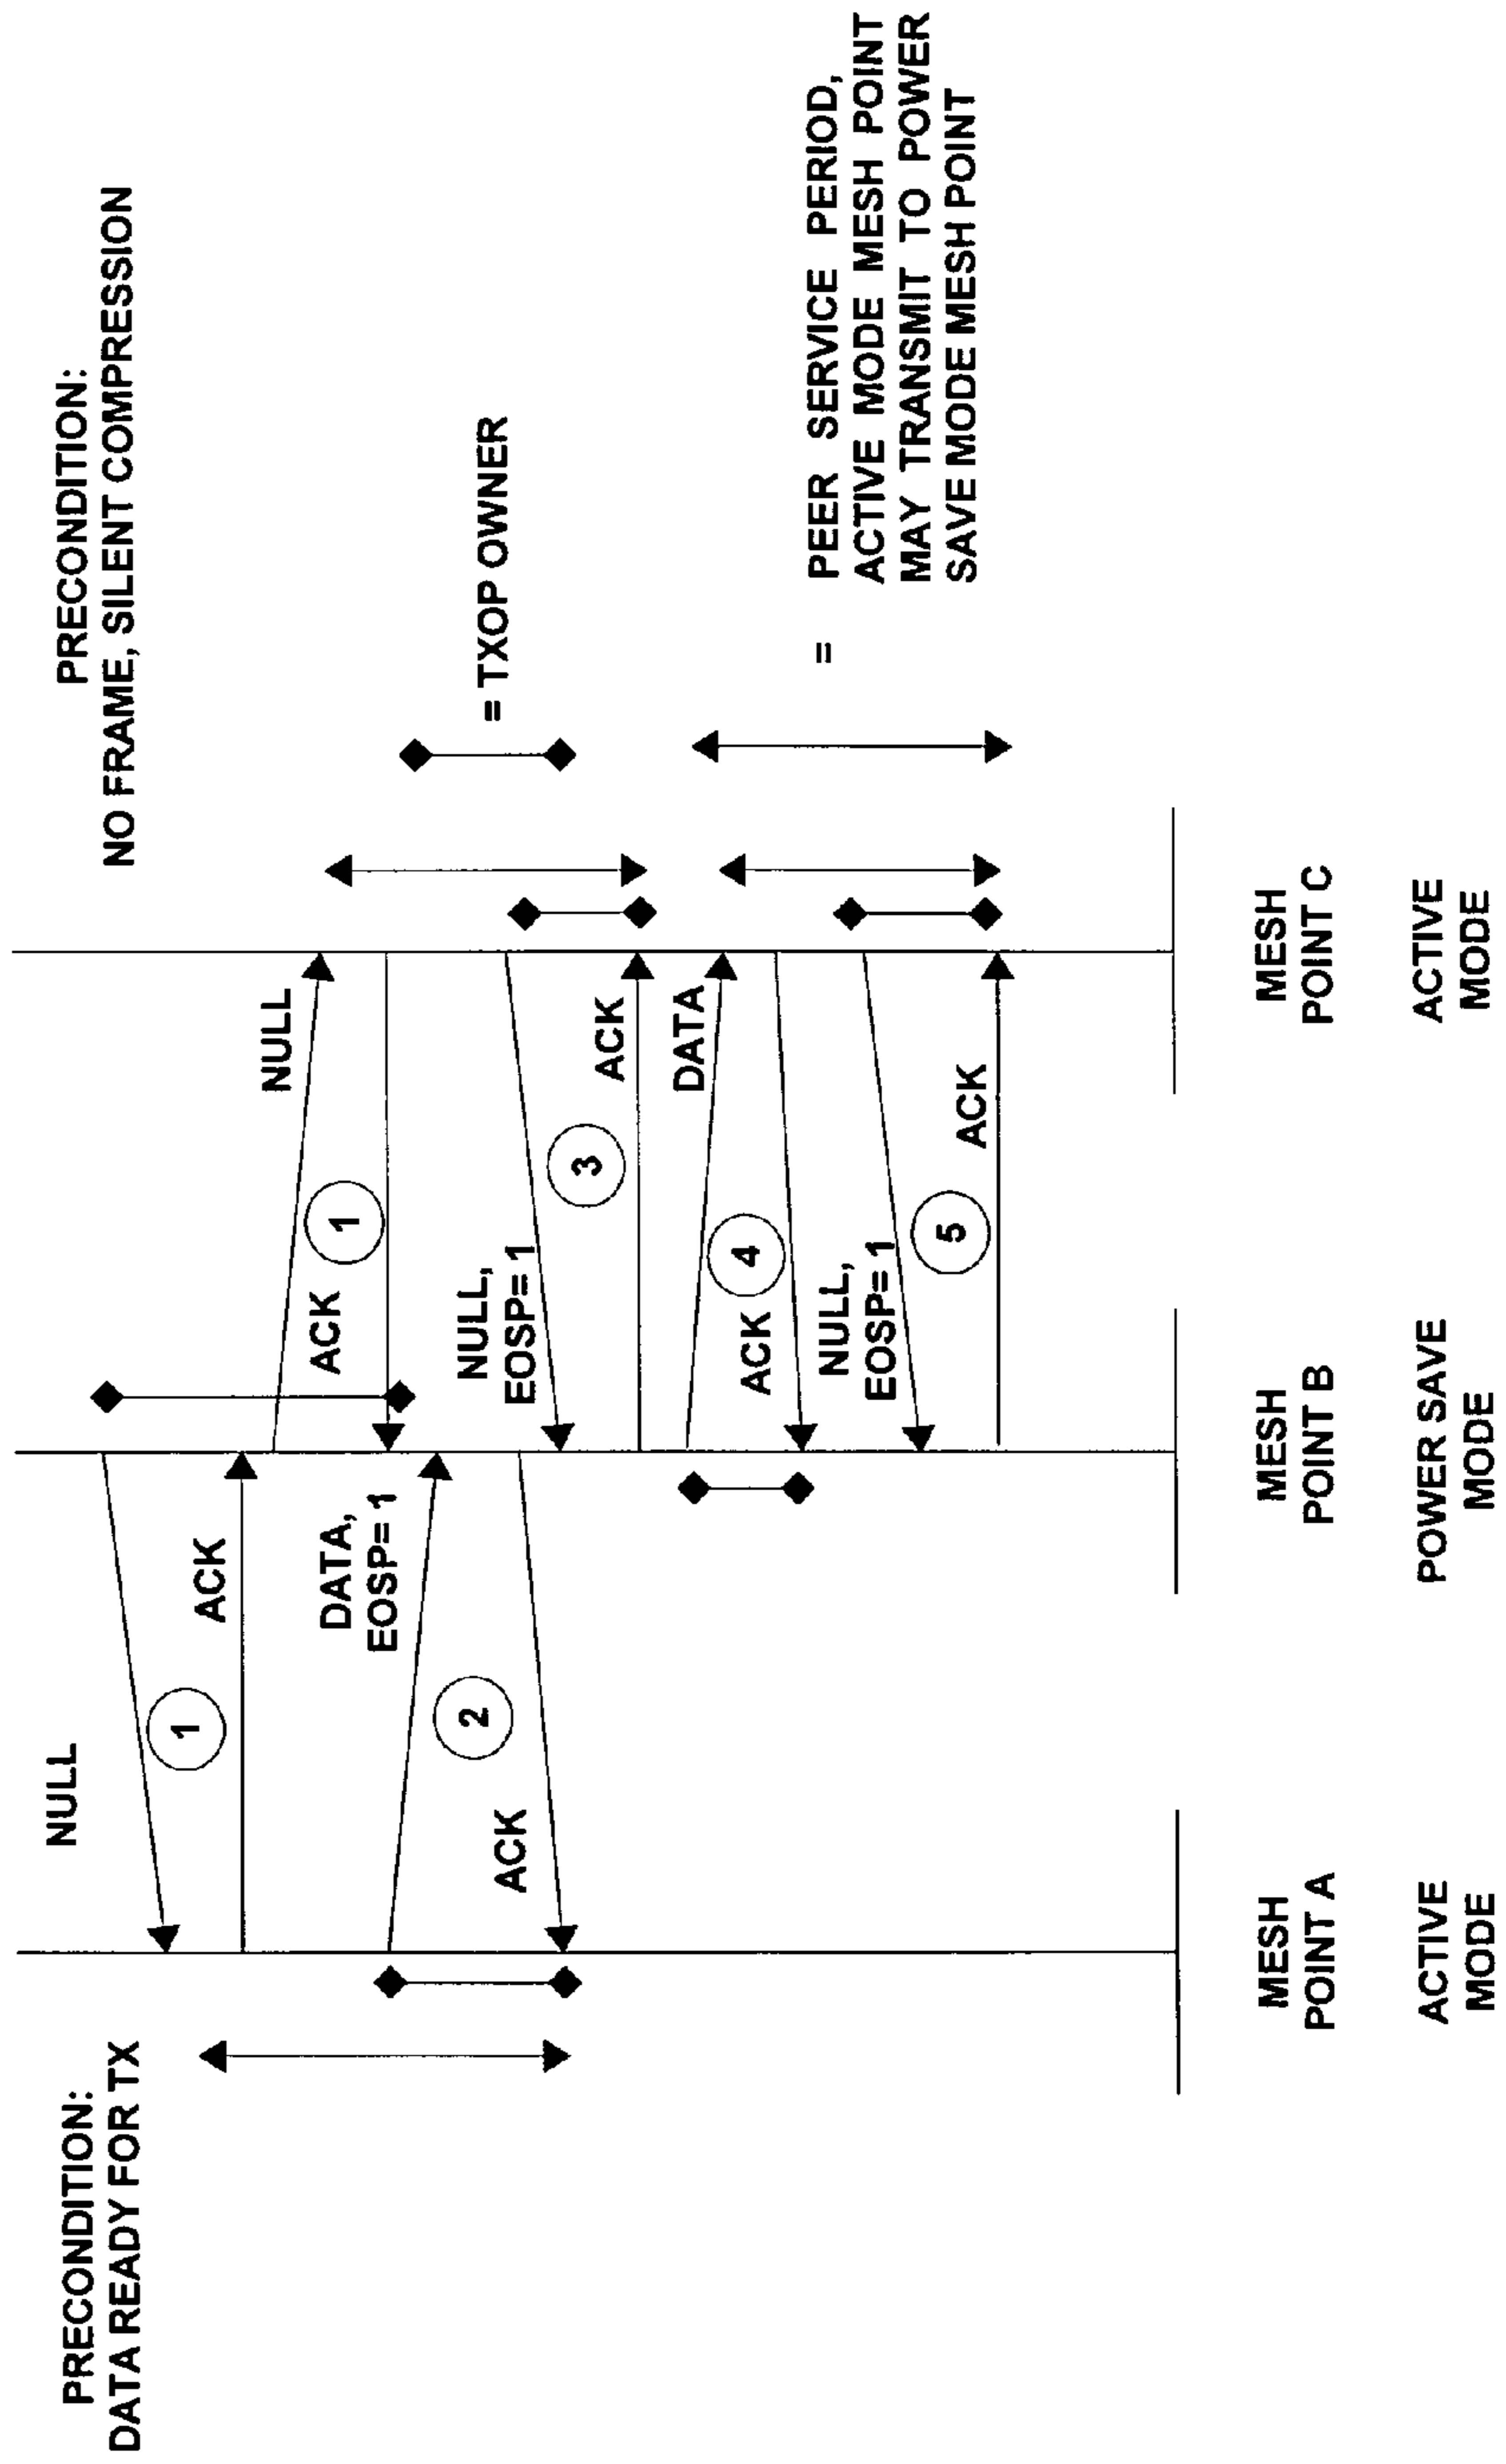 PRECONDITION:
DATA READY FOR TX
PRECONDITION:
NO FRAME, SILENT COMPRESSION
NULL
1
ACK
NULL
ACK
1
DATA,
EOSP= 1
2
ACK
NULL,
EOSP= 1
3
ACK
DATA
4
ACK
NULL,
EOSP= 1
5
ACK
= TXOP OWNER
=
PEER SERVICE PERIOD,
ACTIVE MODE MESH POINT
MAY TRANSMIT TO POWER
SAVE MODE MESH POINT
MESH
POINT A
ACTIVE
MODE
MESH
POINT B
POWER SAVE
MODE
MESH
POINT C
ACTIVE
MODE